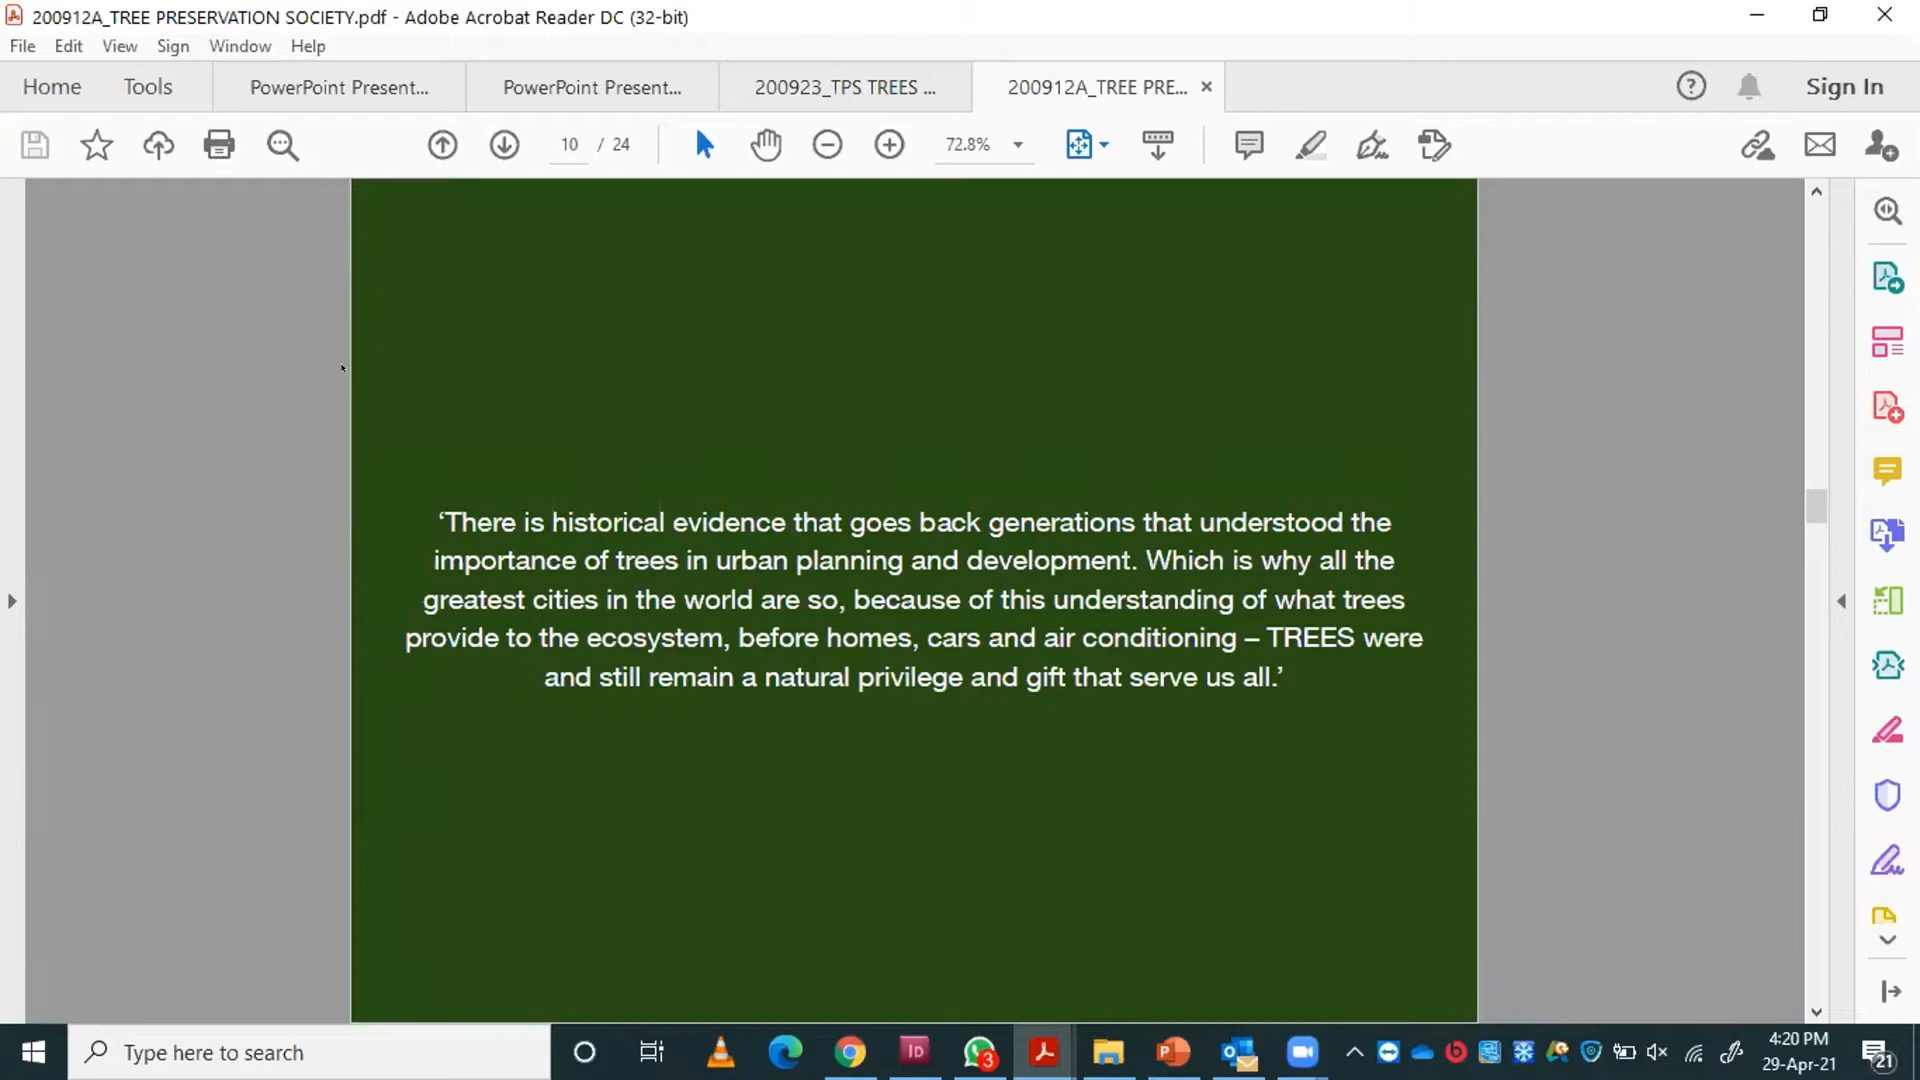 200912A_TREE PRESERVATION SOCIETY.pdf - Adobe Acrobat Reader DC (32-bit)
File Edit View Sign Window Help
Home Tools PowerPoint Present... PowerPoint Present... 200923_TPS TREES ... 200912A_TREE PRE... Sign In
10 / 24 72.8%
‘There is historical evidence that goes back generations that understood the
importance of trees in urban planning and development. Which is why all the
greatest cities in the world are so, because of this understanding of what trees
provide to the ecosystem, before homes, cars and air conditioning – TREES were
and still remain a natural privilege and gift that serve us all.’
Type here to search
ID
3
4:20 PM
29-Apr-21
21